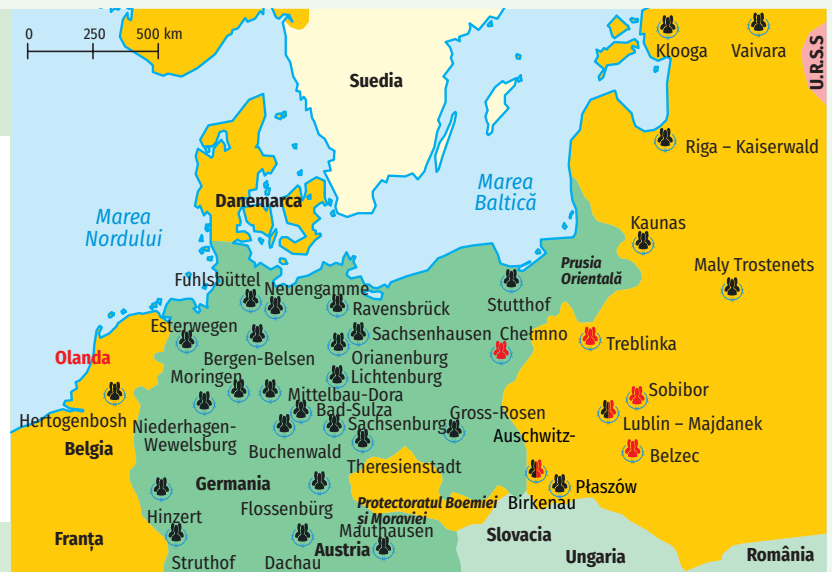 0 250 500 km
Suedia
Klooga
Vaivara
U.R.S.S
Riga – Kaiserwald
Danemarca
Marea
Baltică
Marea
Nordului
Kaunas
Prusia
Orientală
Maly Trostenets
Fuhlsbüttel
Neuengamme
Ravensbrück
Stutthof
Esterwegen
Sachsenhausen
Chełmno
Treblinka
Olanda
Bergen-Belsen
Orianenburg
Moringen
Lichtenburg
Mittelbau-Dora
Sobibor
Hertogenbosh
Niederhagen-
Wewelsburg
Bad-Sulza
Sachsenburg
Gross-Rosen
Lublin – Majdanek
Belgia
Buchenwald
Auschwitz-
Birkenau
Belzec
Theresienstadt
Germania
Płaszów
Protectoratul Boemiei
si Moraviei
Hinzert
Flossenbürg
Franța
Mauthausen
Slovacia
Struthof
Dachau
Austria
Ungaria
România